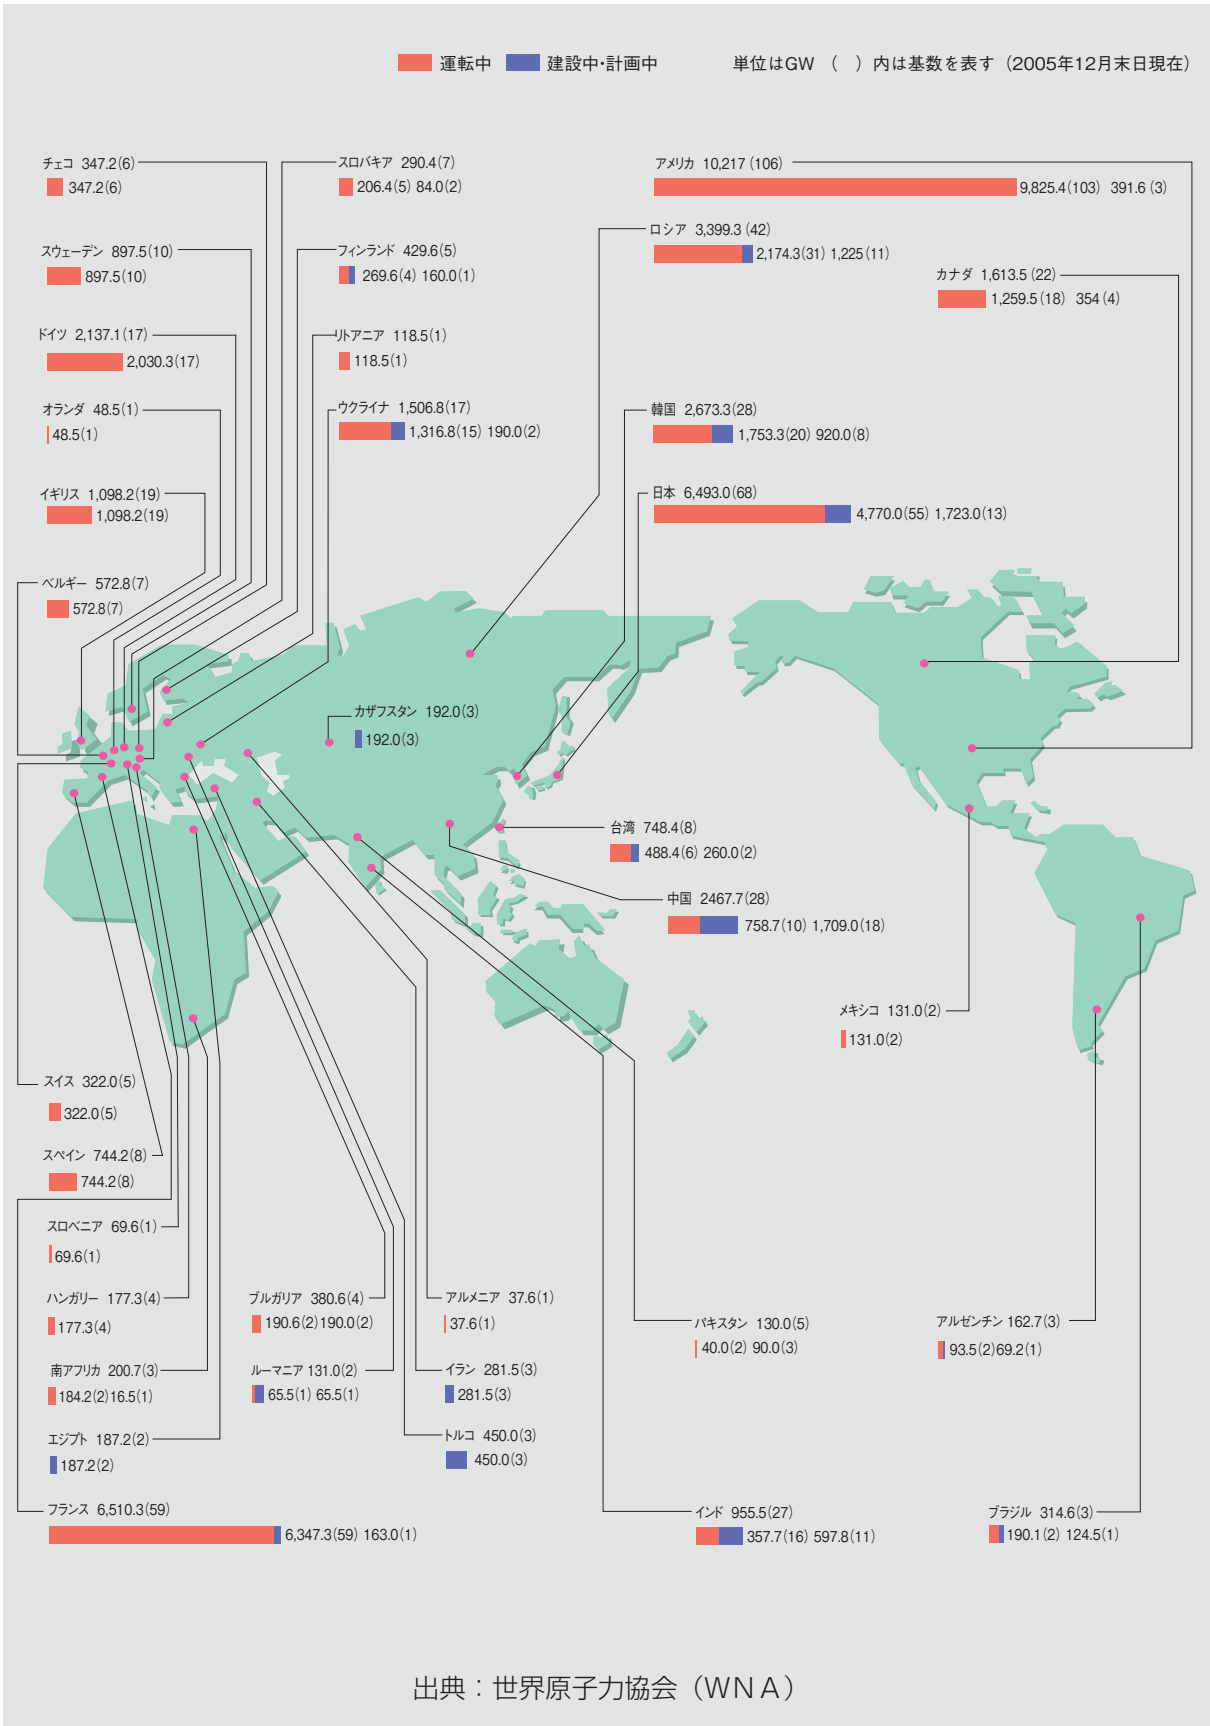 運転中 建設中・計画中 単位はGW ( ) 内は基数を表す (2005年12月末日現在)
チェコ 347.2(6)
347.2(6)
スロバキア 290.4(7)
206.4(5) 84.0(2)
アメリカ 10,217 (106)
9,825.4(103) 391.6 (3)
ロシア 3,399.3 (42)
2,174.3(31) 1,225(11)
スウェーデン 897.5(10)
897.5(10)
フィンランド 429.6(5)
269.6(4) 160.0(1)
カナダ 1,613.5 (22)
1,259.5 (18) 354 (4)
ドイツ 2,137.1(17)
2,030.3(17)
リトアニア 118.5(1)
118.5(1)
オランダ 48.5(1)
48.5(1)
ウクライナ 1,506.8(17)
1,316.8(15) 190.0(2)
韓国 2,673.3(28)
1,753.3(20) 920.0(8)
イギリス 1,098.2(19)
1,098.2(19)
日本 6,493.0(68)
4,770.0(55) 1,723.0(13)
ベルギー 572.8(7)
572.8(7)
カザフスタン 192.0(3)
192.0(3)
台湾 748.4(8)
488.4(6) 260.0(2)
中国 2467.7(28)
758.7(10) 1,709.0(18)
メキシコ 131.0(2)
131.0(2)
スイス 322.0(5)
322.0(5)
スペイン 744.2(8)
744.2(8)
スロベニア 69.6(1)
69.6(1)
ハンガリー 177.3(4)
177.3(4)
ブルガリア 380.6(4)
190.6(2)190.0(2)
アルメニア 37.6(1)
37.6(1)
パキスタン 130.0(5)
40.0(2) 90.0(3)
アルゼンチン 162.7(3)
93.5(2)69.2(1)
南アフリカ 200.7(3)
184.2(2)16.5(1)
ルーマニア 131.0(2)
65.5(1) 65.5(1)
イラン 281.5(3)
281.5(3)
エジプト 187.2(2)
187.2(2)
トルコ 450.0(3)
450.0(3)
フランス 6,510.3(59)
6,347.3(59) 163.0(1)
インド 955.5(27)
357.7(16) 597.8(11)
ブラジル 314.6(3)
190.1(2) 124.5(1)
出典：世界原子力協会（WNA）